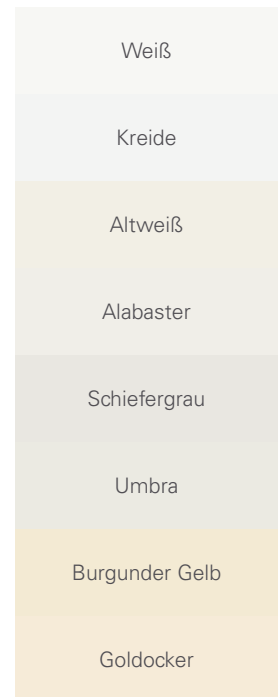 Weiß
Kreide
Altweiß
Alabaster
Schiefergrau
Umbra
Burgunder Gelb
Goldocker